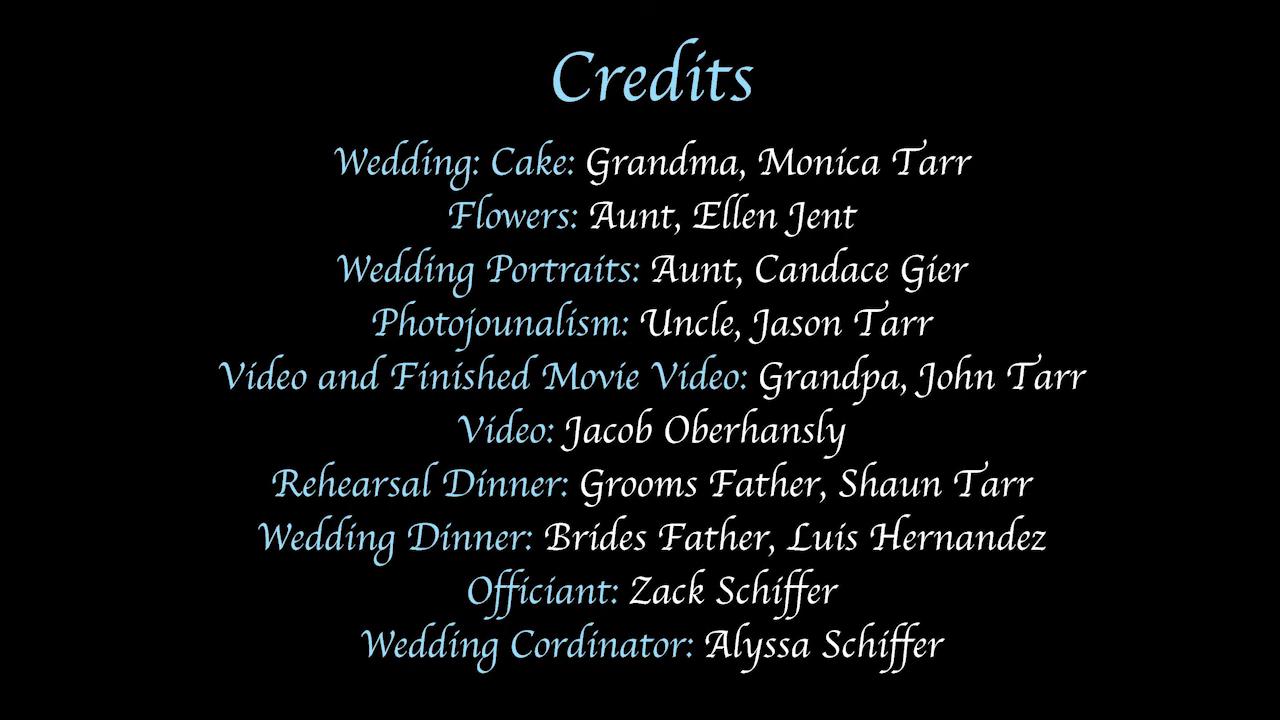 Credits
Wedding: Cake: Grandma, Monica Tarr
Flowers: Aunt, Ellen Jent
Wedding Portraits: Aunt, Candace Gier
Photojounalism: Uncle, Jason Tarr
Video and Finished Movie Video: Grandpa, John Tarr
Video: Jacob Oberhansly
Rehearsal Dinner: Grooms Father, Shaun Tarr
Wedding Dinner: Brides Father, Luis Hernandez
Officiant: Zack Schiffer
Wedding Cordinator: Alyssa Schiffer